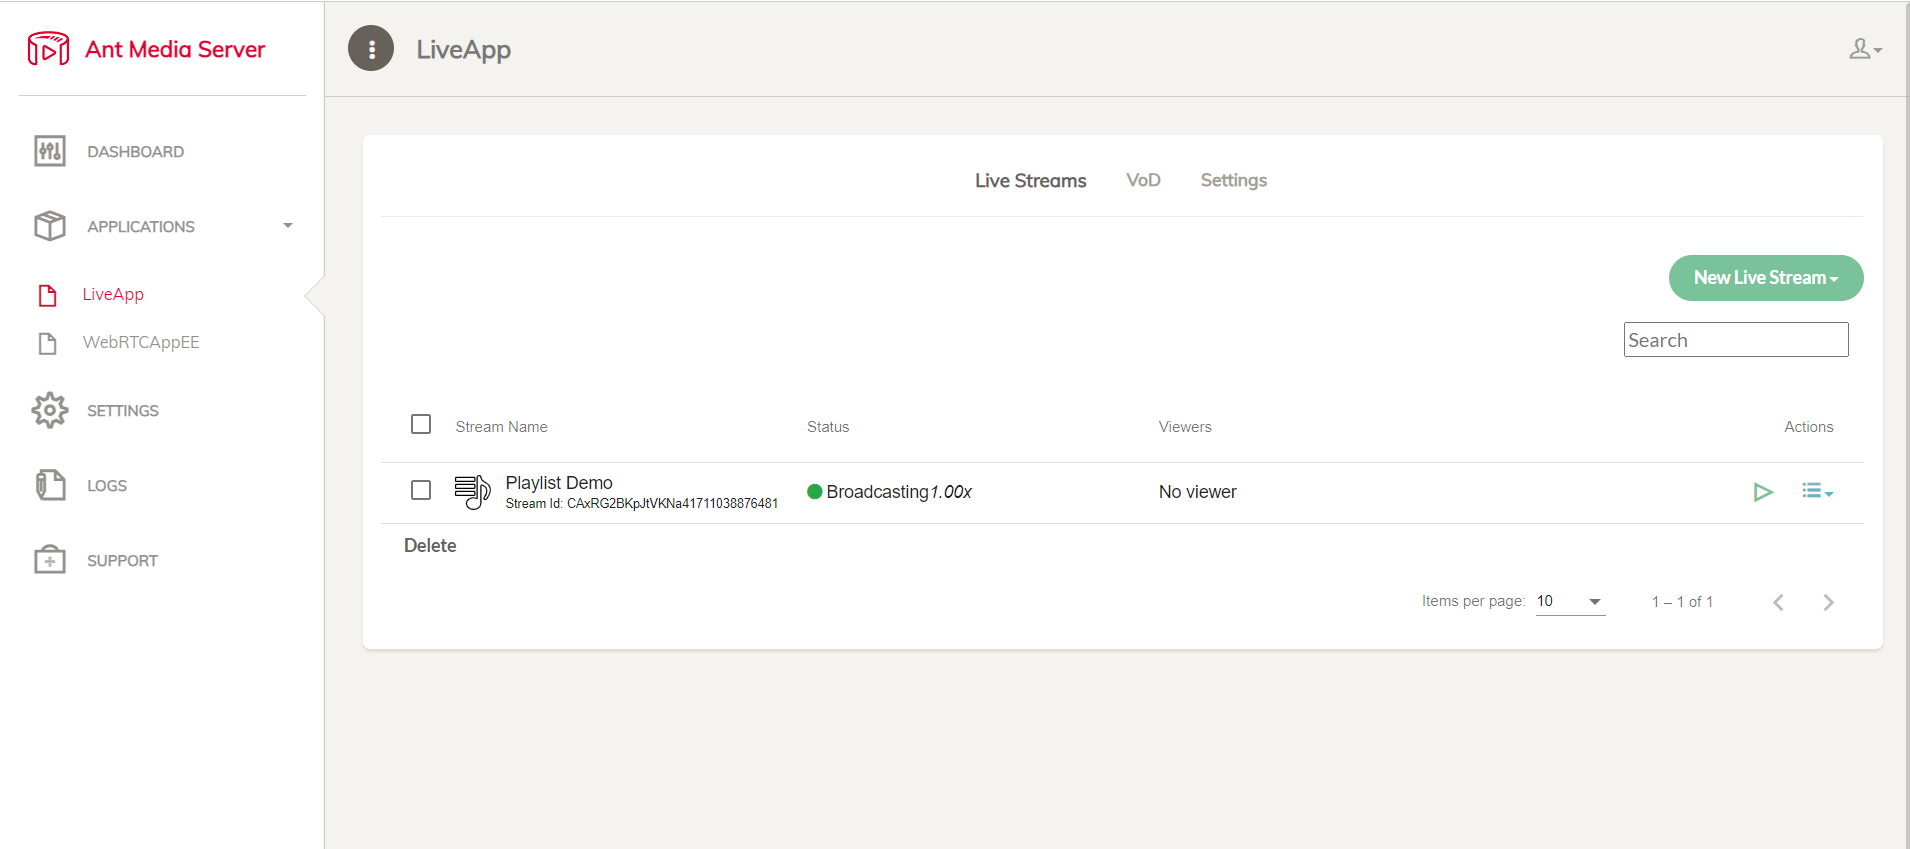 Ant Media Server
LiveApp
DASHBOARD
APPLICATIONS
LiveApp
WebRTCAppEE
SETTINGS
LOGS
SUPPORT
Live Streams VoD Settings
New Live Stream
Search
Stream Name Status Viewers Actions
Playlist Demo
Stream Id: CAxRG2BKpJtVKNa41711038876481
Broadcasting1.00x
No viewer
Delete
Items per page: 10 1 – 1 of 1